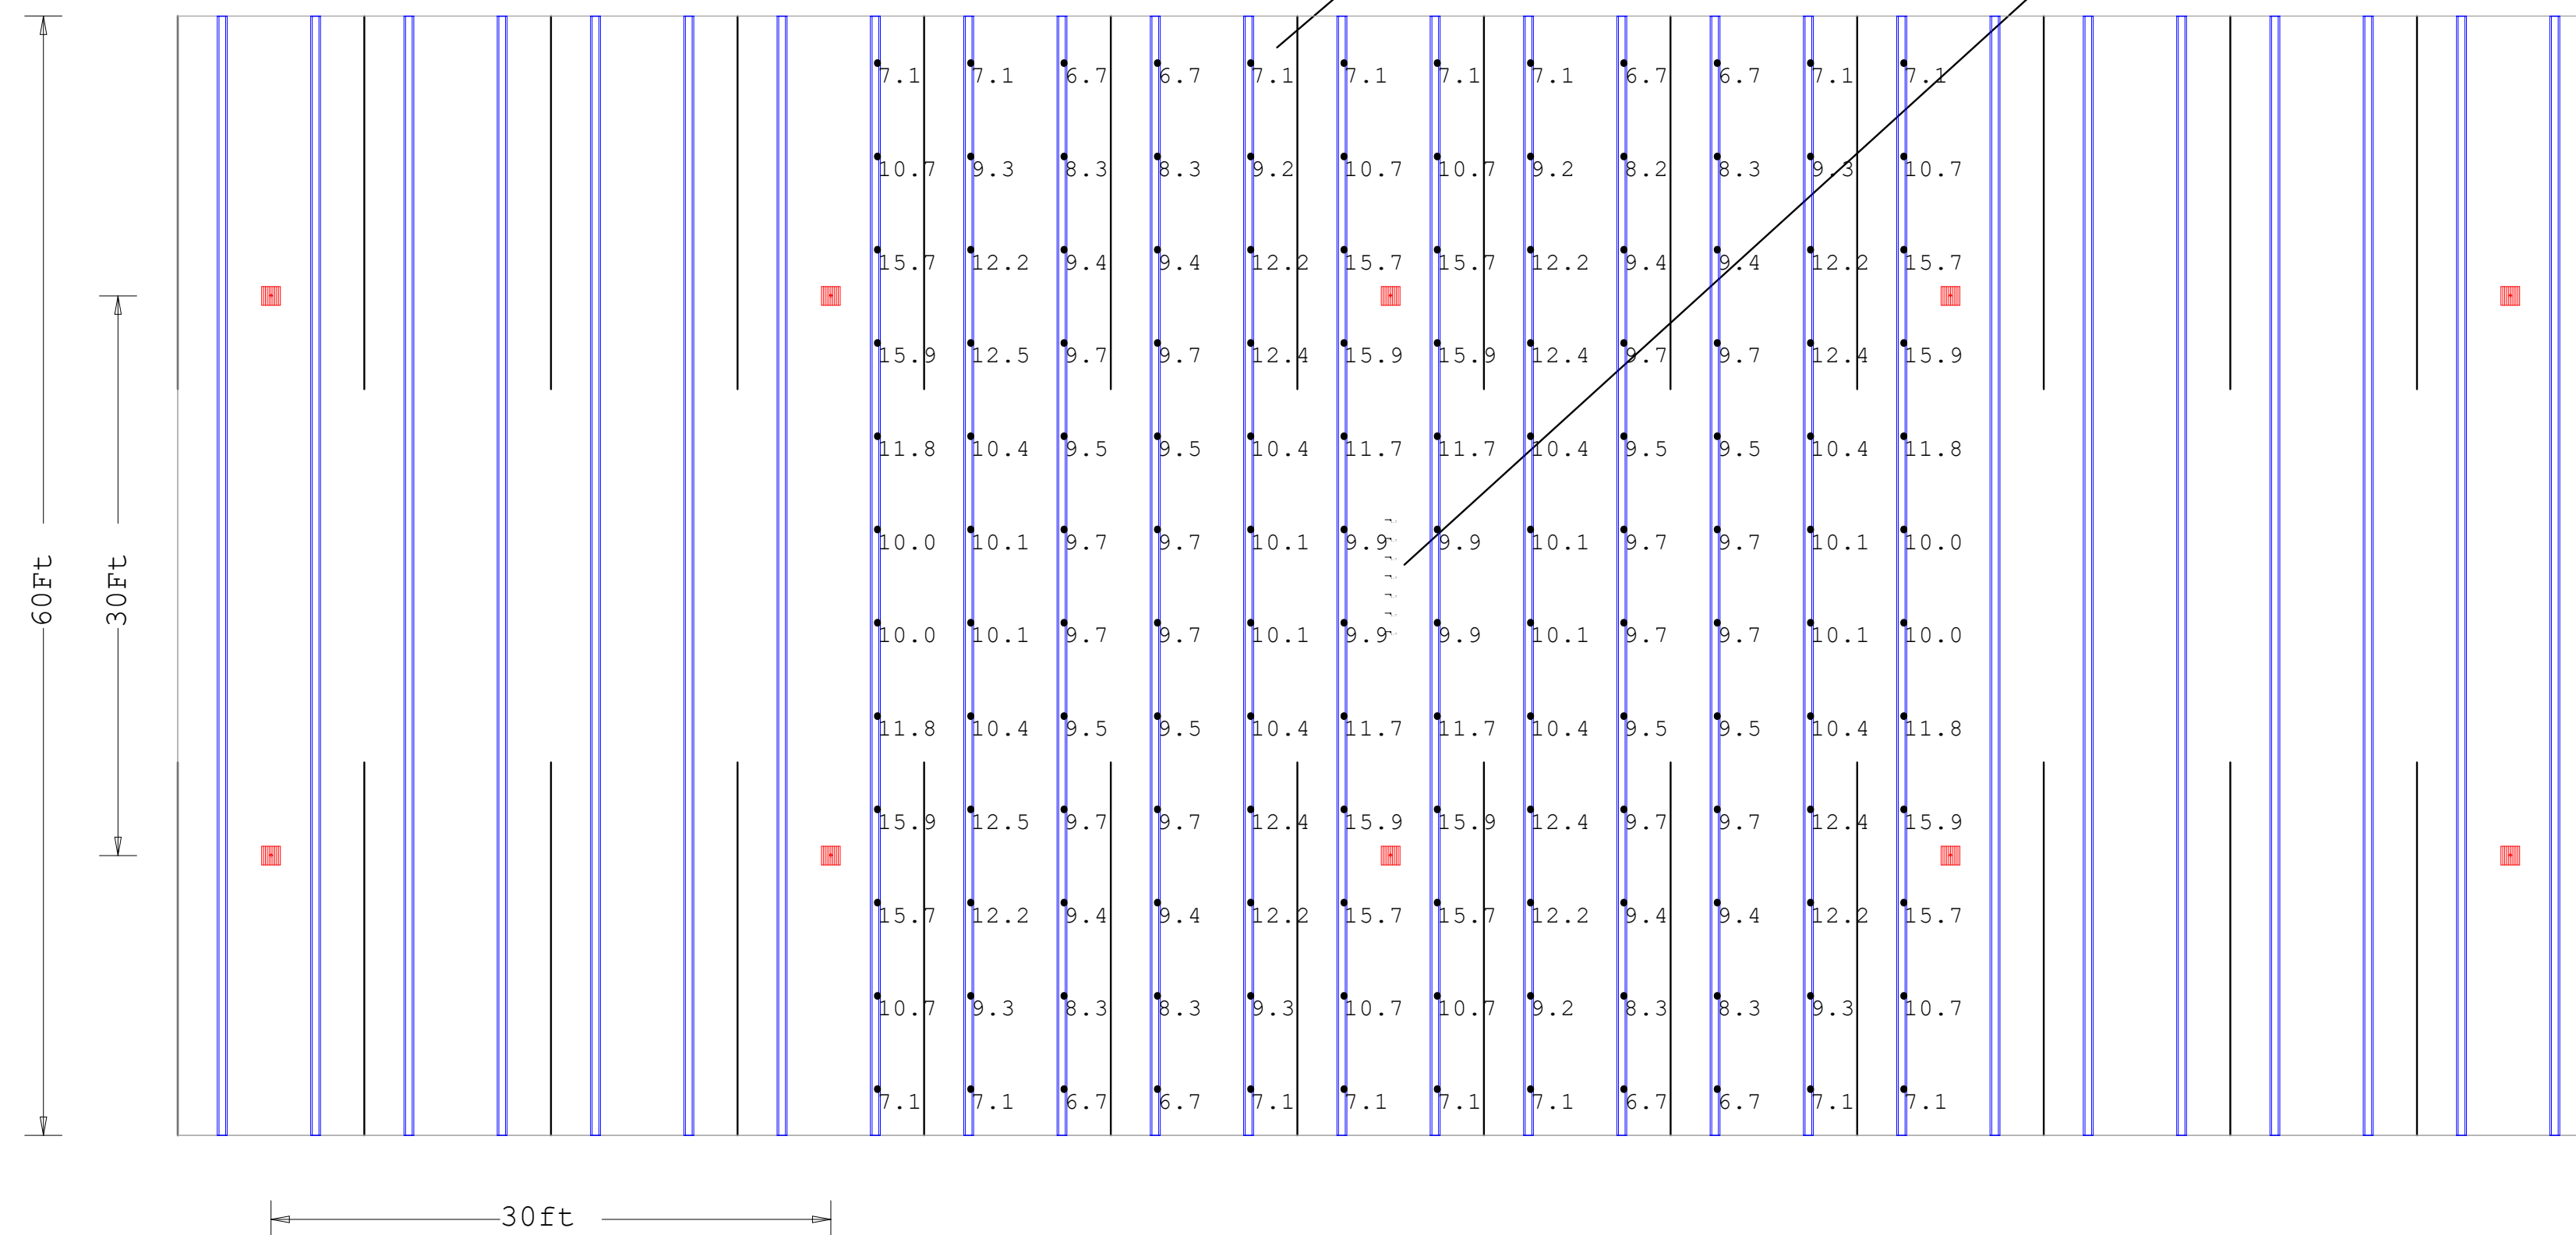 7.1 7.1 6.7 6.7 7.1 7.1 7.1 7.1 6.7 6.7 7.1 7.1
10.7 9.3 8.3 8.3 9.2 10.7 10.7 9.2 8.2 8.3 9.3 10.7
15.7 12.2 9.4 9.4 12.2 15.7 15.7 12.2 9.4 9.4 12.2 15.7
15.9 12.5 9.7 9.7 12.4 15.9 15.9 12.4 9.7 9.7 12.4 15.9
11.8 10.4 9.5 9.5 10.4 11.7 11.7 10.4 9.5 9.5 10.4 11.8
10.0 10.1 9.7 9.7 10.1 9.9 9.9 10.1 9.7 9.7 10.1 10.0
60Ft
30Ft
10.0 10.1 9.7 9.7 10.1 9.9 9.9 10.1 9.7 9.7 10.1 10.0
11.8 10.4 9.5 9.5 10.4 11.7 11.7 10.4 9.5 9.5 10.4 11.8
15.9 12.5 9.7 9.7 12.4 15.9 15.9 12.4 9.7 9.7 12.4 15.9
15.7 12.2 9.4 9.4 12.2 15.7 15.7 12.2 9.4 9.4 12.2 15.7
10.7 9.3 8.3 8.3 9.3 10.7 10.7 9.2 8.3 8.3 9.3 10.7
7.1 7.1 6.7 6.7 7.1 7.1 7.1 7.1 6.7 6.7 7.1 7.1
30ft